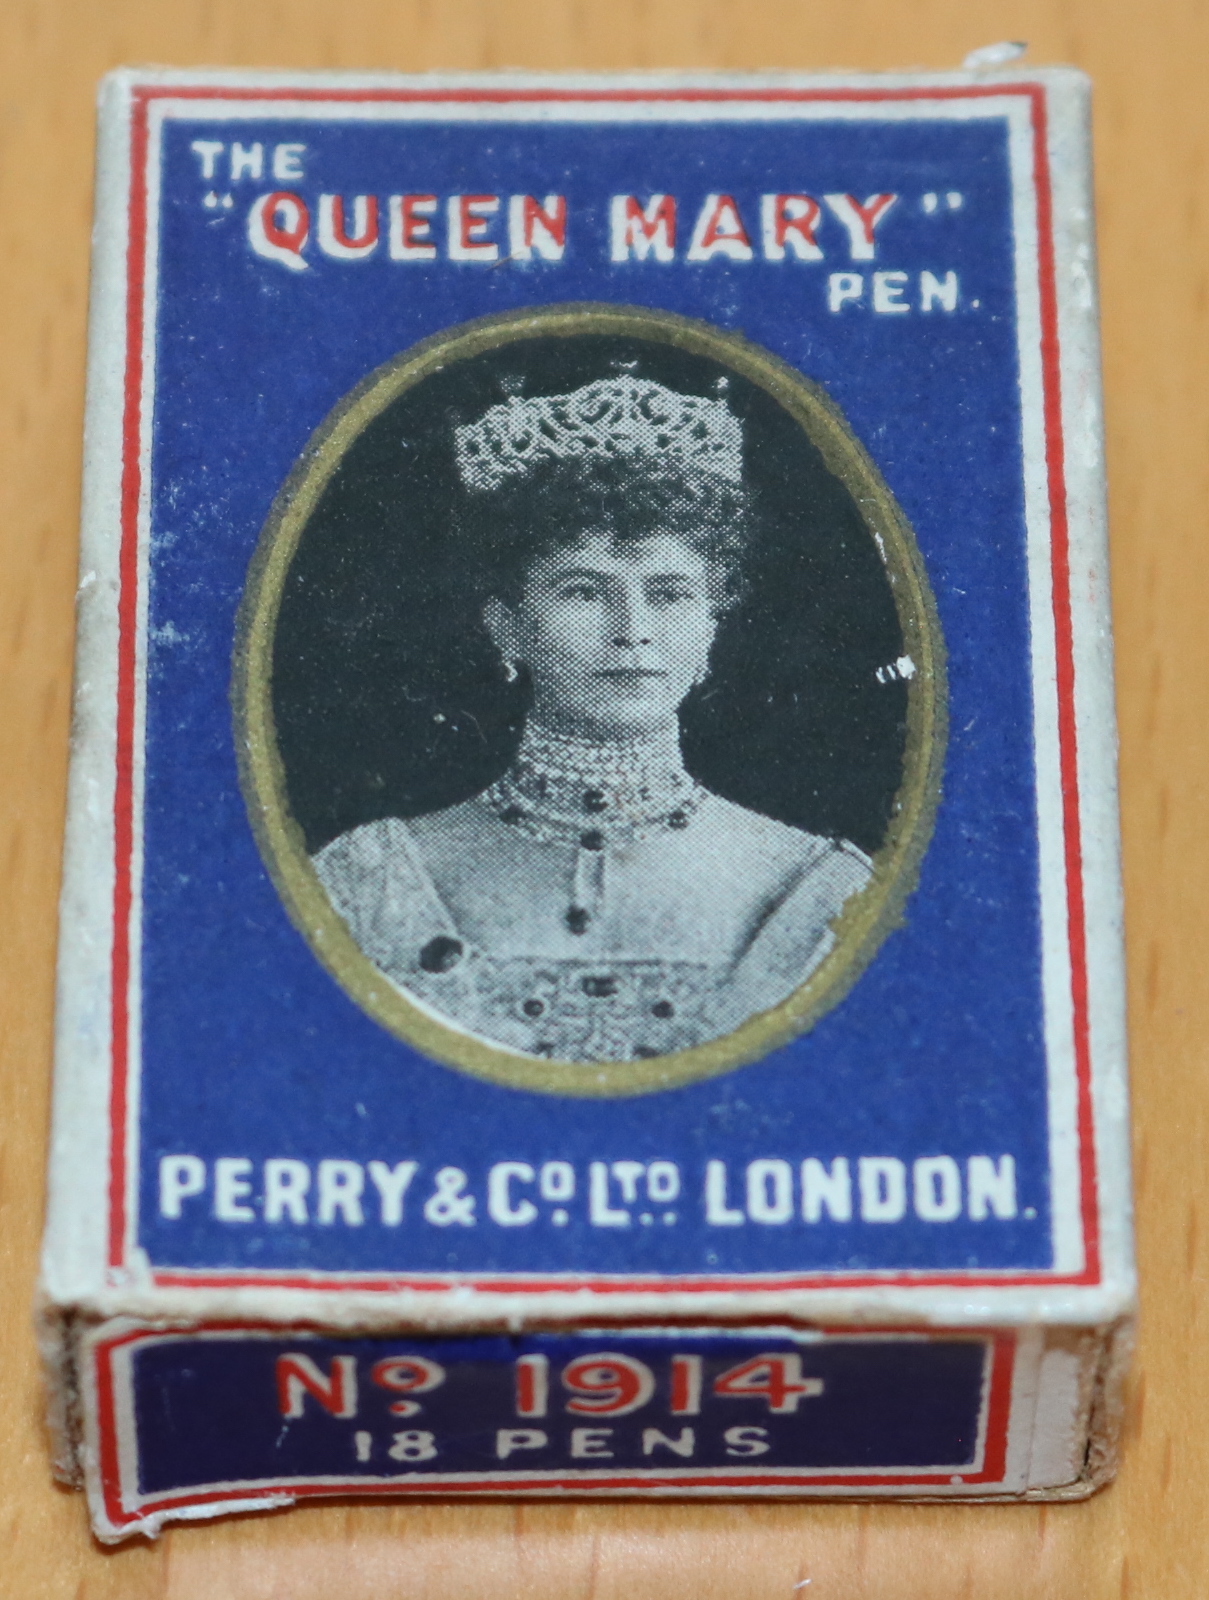 THE
"QUEEN MARY"
PEN.
PERRY & Co. LTD. LONDON.
No. 1914
18 PENS